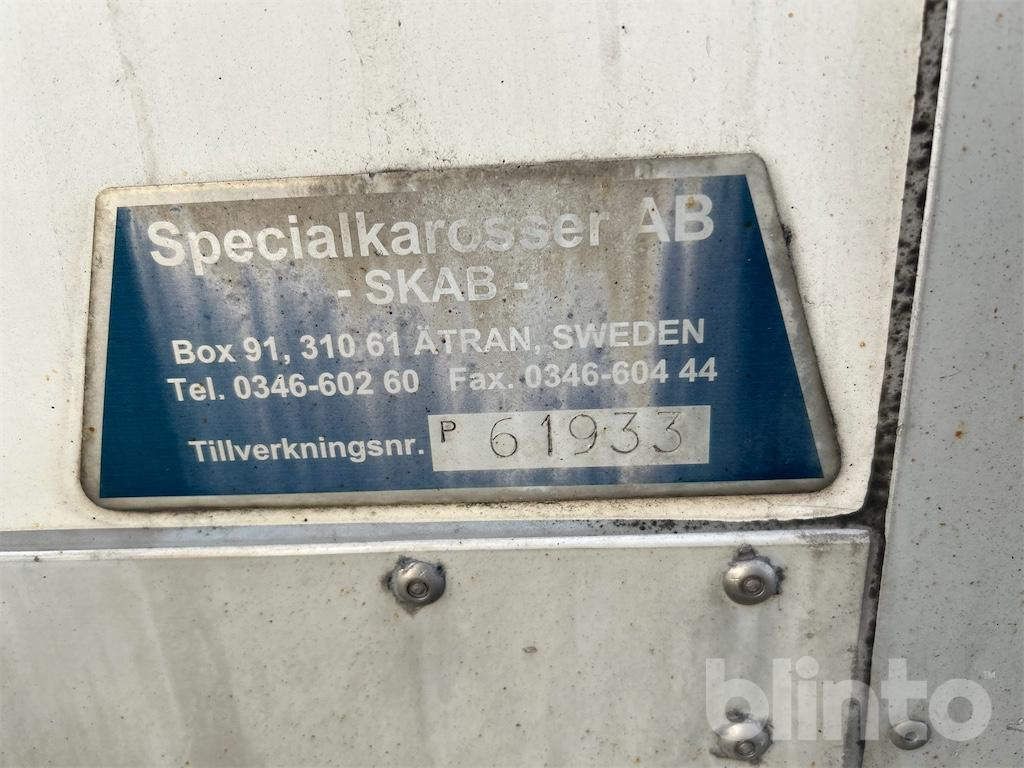 Specialkarosser AB
- SKAB -
Box 91, 310 61 ÄTRAN, SWEDEN
Tel. 0346-602 60 Fax. 0346-604 44
Tillverkningsnr. P 61933
blinto™